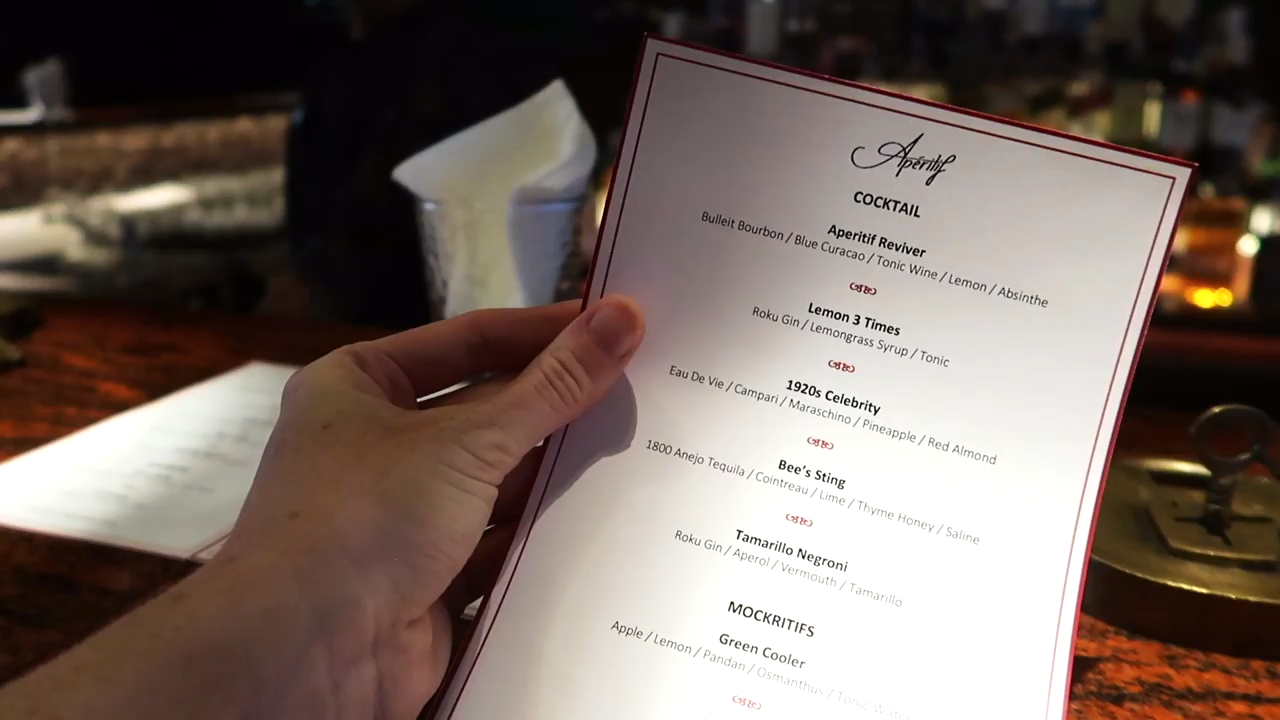 Apéritif
COCKTAIL
Aperitif Reviver
Bulleit Bourbon / Blue Curacao / Tonic Wine / Lemon / Absinthe
Lemon 3 Times
Roku Gin / Lemongrass Syrup / Tonic
1920s Celebrity
Eau De Vie / Campari / Maraschino / Pineapple / Red Almond
Bee's Sting
1800 Anejo Tequila / Cointreau / Lime / Thyme Honey / Saline
Tamarillo Negroni
Roku Gin / Aperol / Vermouth / Tamarillo
MOCKRITIFS
Green Cooler
Apple / Lemon / Pandan / Osmanthus / Tonic Water